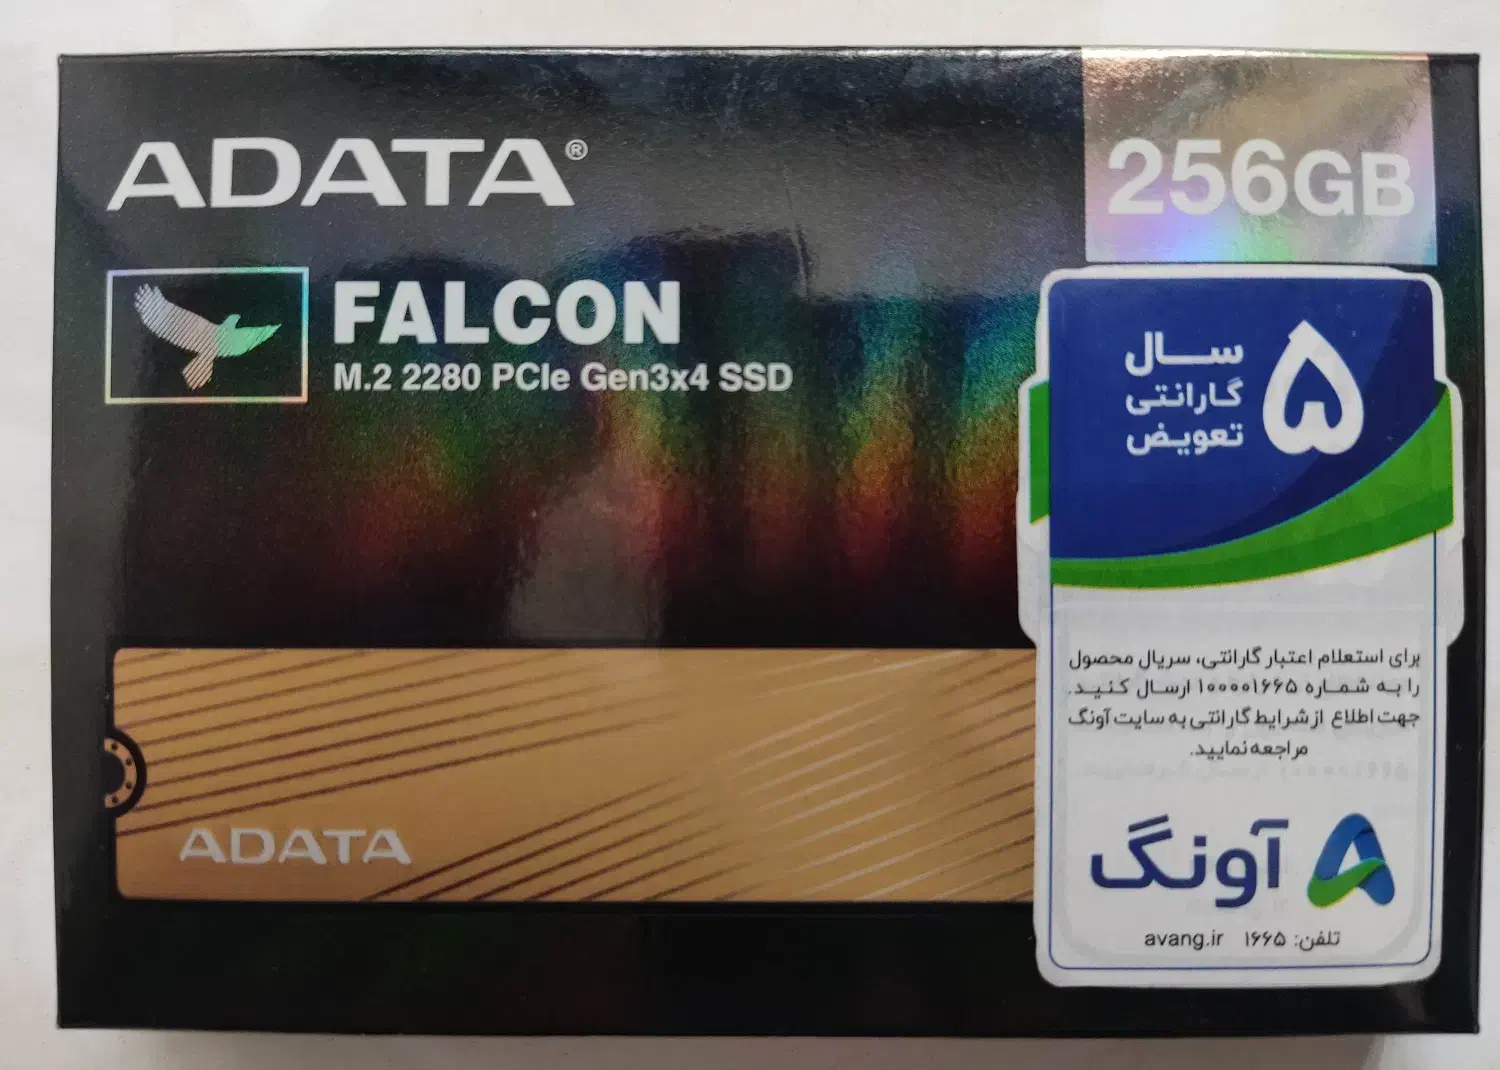 ADATA®
256GB
FALCON
M.2 2280 PCIe Gen3x4 SSD
۵
سال
گارانتی
تعویض
برای استعلام اعتبار گارانتی، سریال محصول
را به شماره ۱۰۰۰۰۱۶۶۵ ارسال کنید.
جهت اطلاع از شرایط گارانتی به سایت آونگ
مراجعه نمایید.
ADATA
آونگ
تلفن: ۱۶۶۵ avang.ir